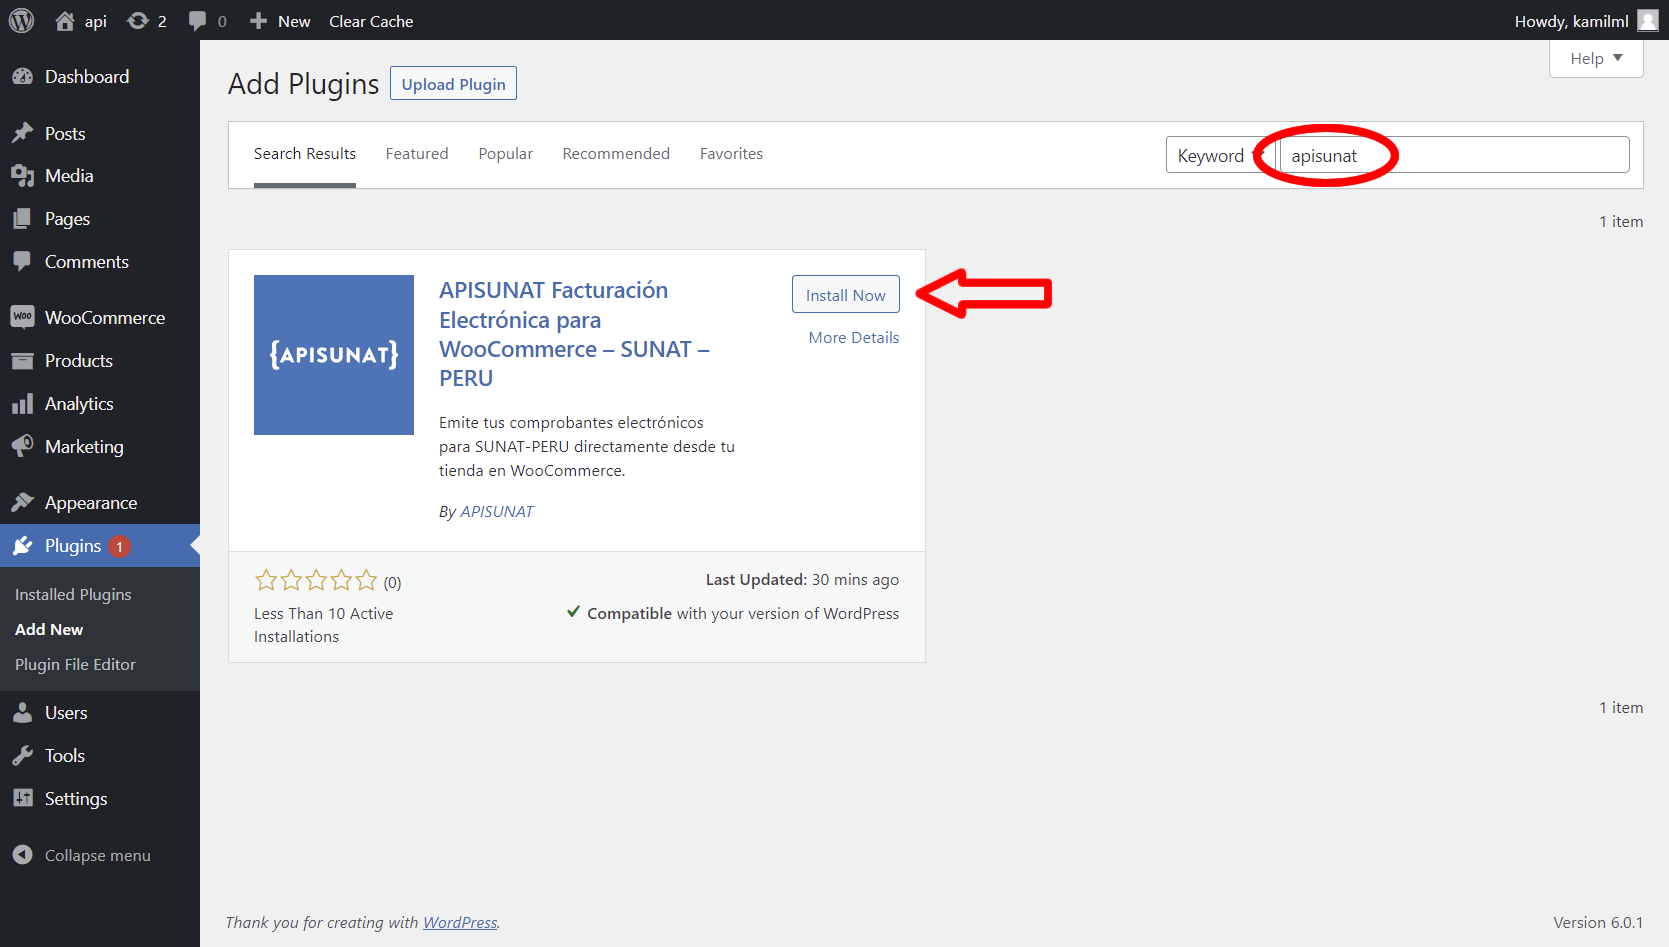 api
2
0
New
Clear Cache
Howdy, kamilml
Dashboard
Posts
Media
Pages
Comments
Woo
WooCommerce
Products
Analytics
Marketing
Appearance
Plugins 1
Installed Plugins
Add New
Plugin File Editor
Users
Tools
Settings
Collapse menu
Help
Add Plugins
Upload Plugin
Search Results
Featured
Popular
Recommended
Favorites
Keyword
apisunat
1 item
{APISUNAT}
APISUNAT Facturación
Electrónica para
WooCommerce – SUNAT –
PERU
Install Now
More Details
Emite tus comprobantes electrónicos
para SUNAT-PERU directamente desde tu
tienda en WooCommerce.
By APISUNAT
(0)
Less Than 10 Active
Installations
Last Updated: 30 mins ago
Compatible with your version of WordPress
1 item
Thank you for creating with WordPress.
Version 6.0.1